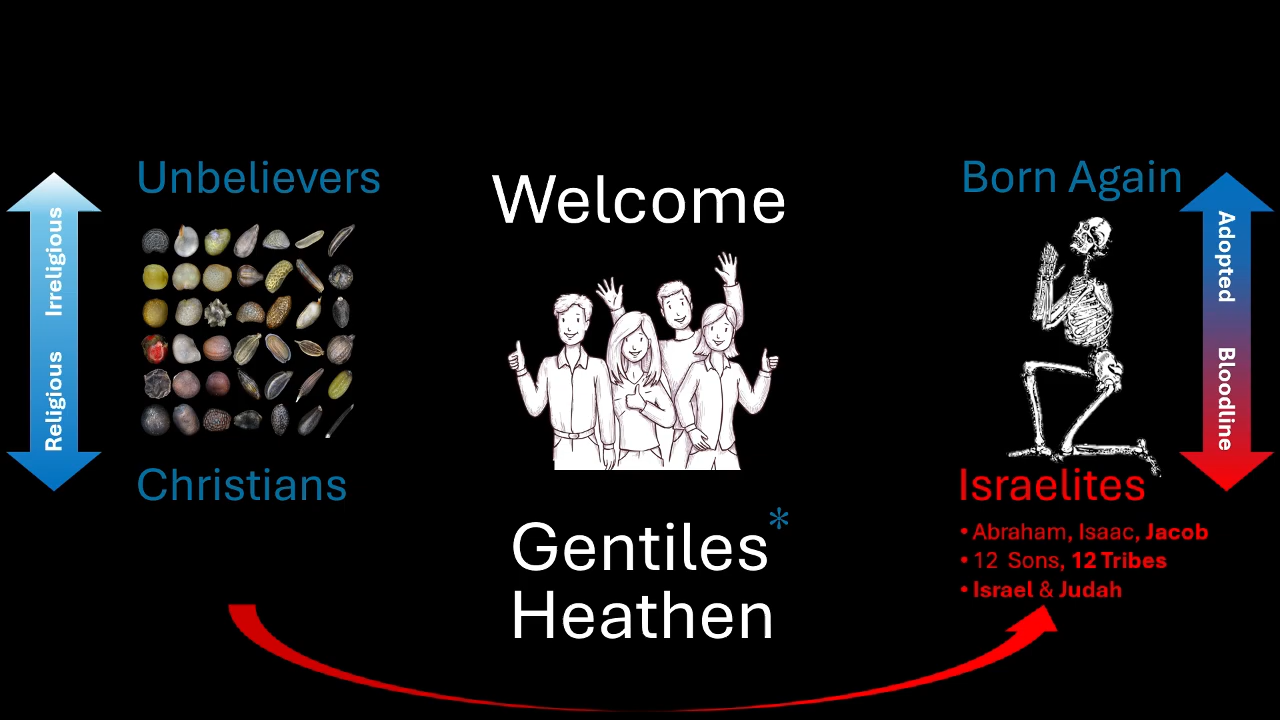 Unbelievers
Irreligious
Religious
Christians
Welcome
Gentiles*
Heathen
Born Again
Adopted
Bloodline
Israelites
• Abraham, Isaac, Jacob
• 12 Sons, 12 Tribes
• Israel & Judah